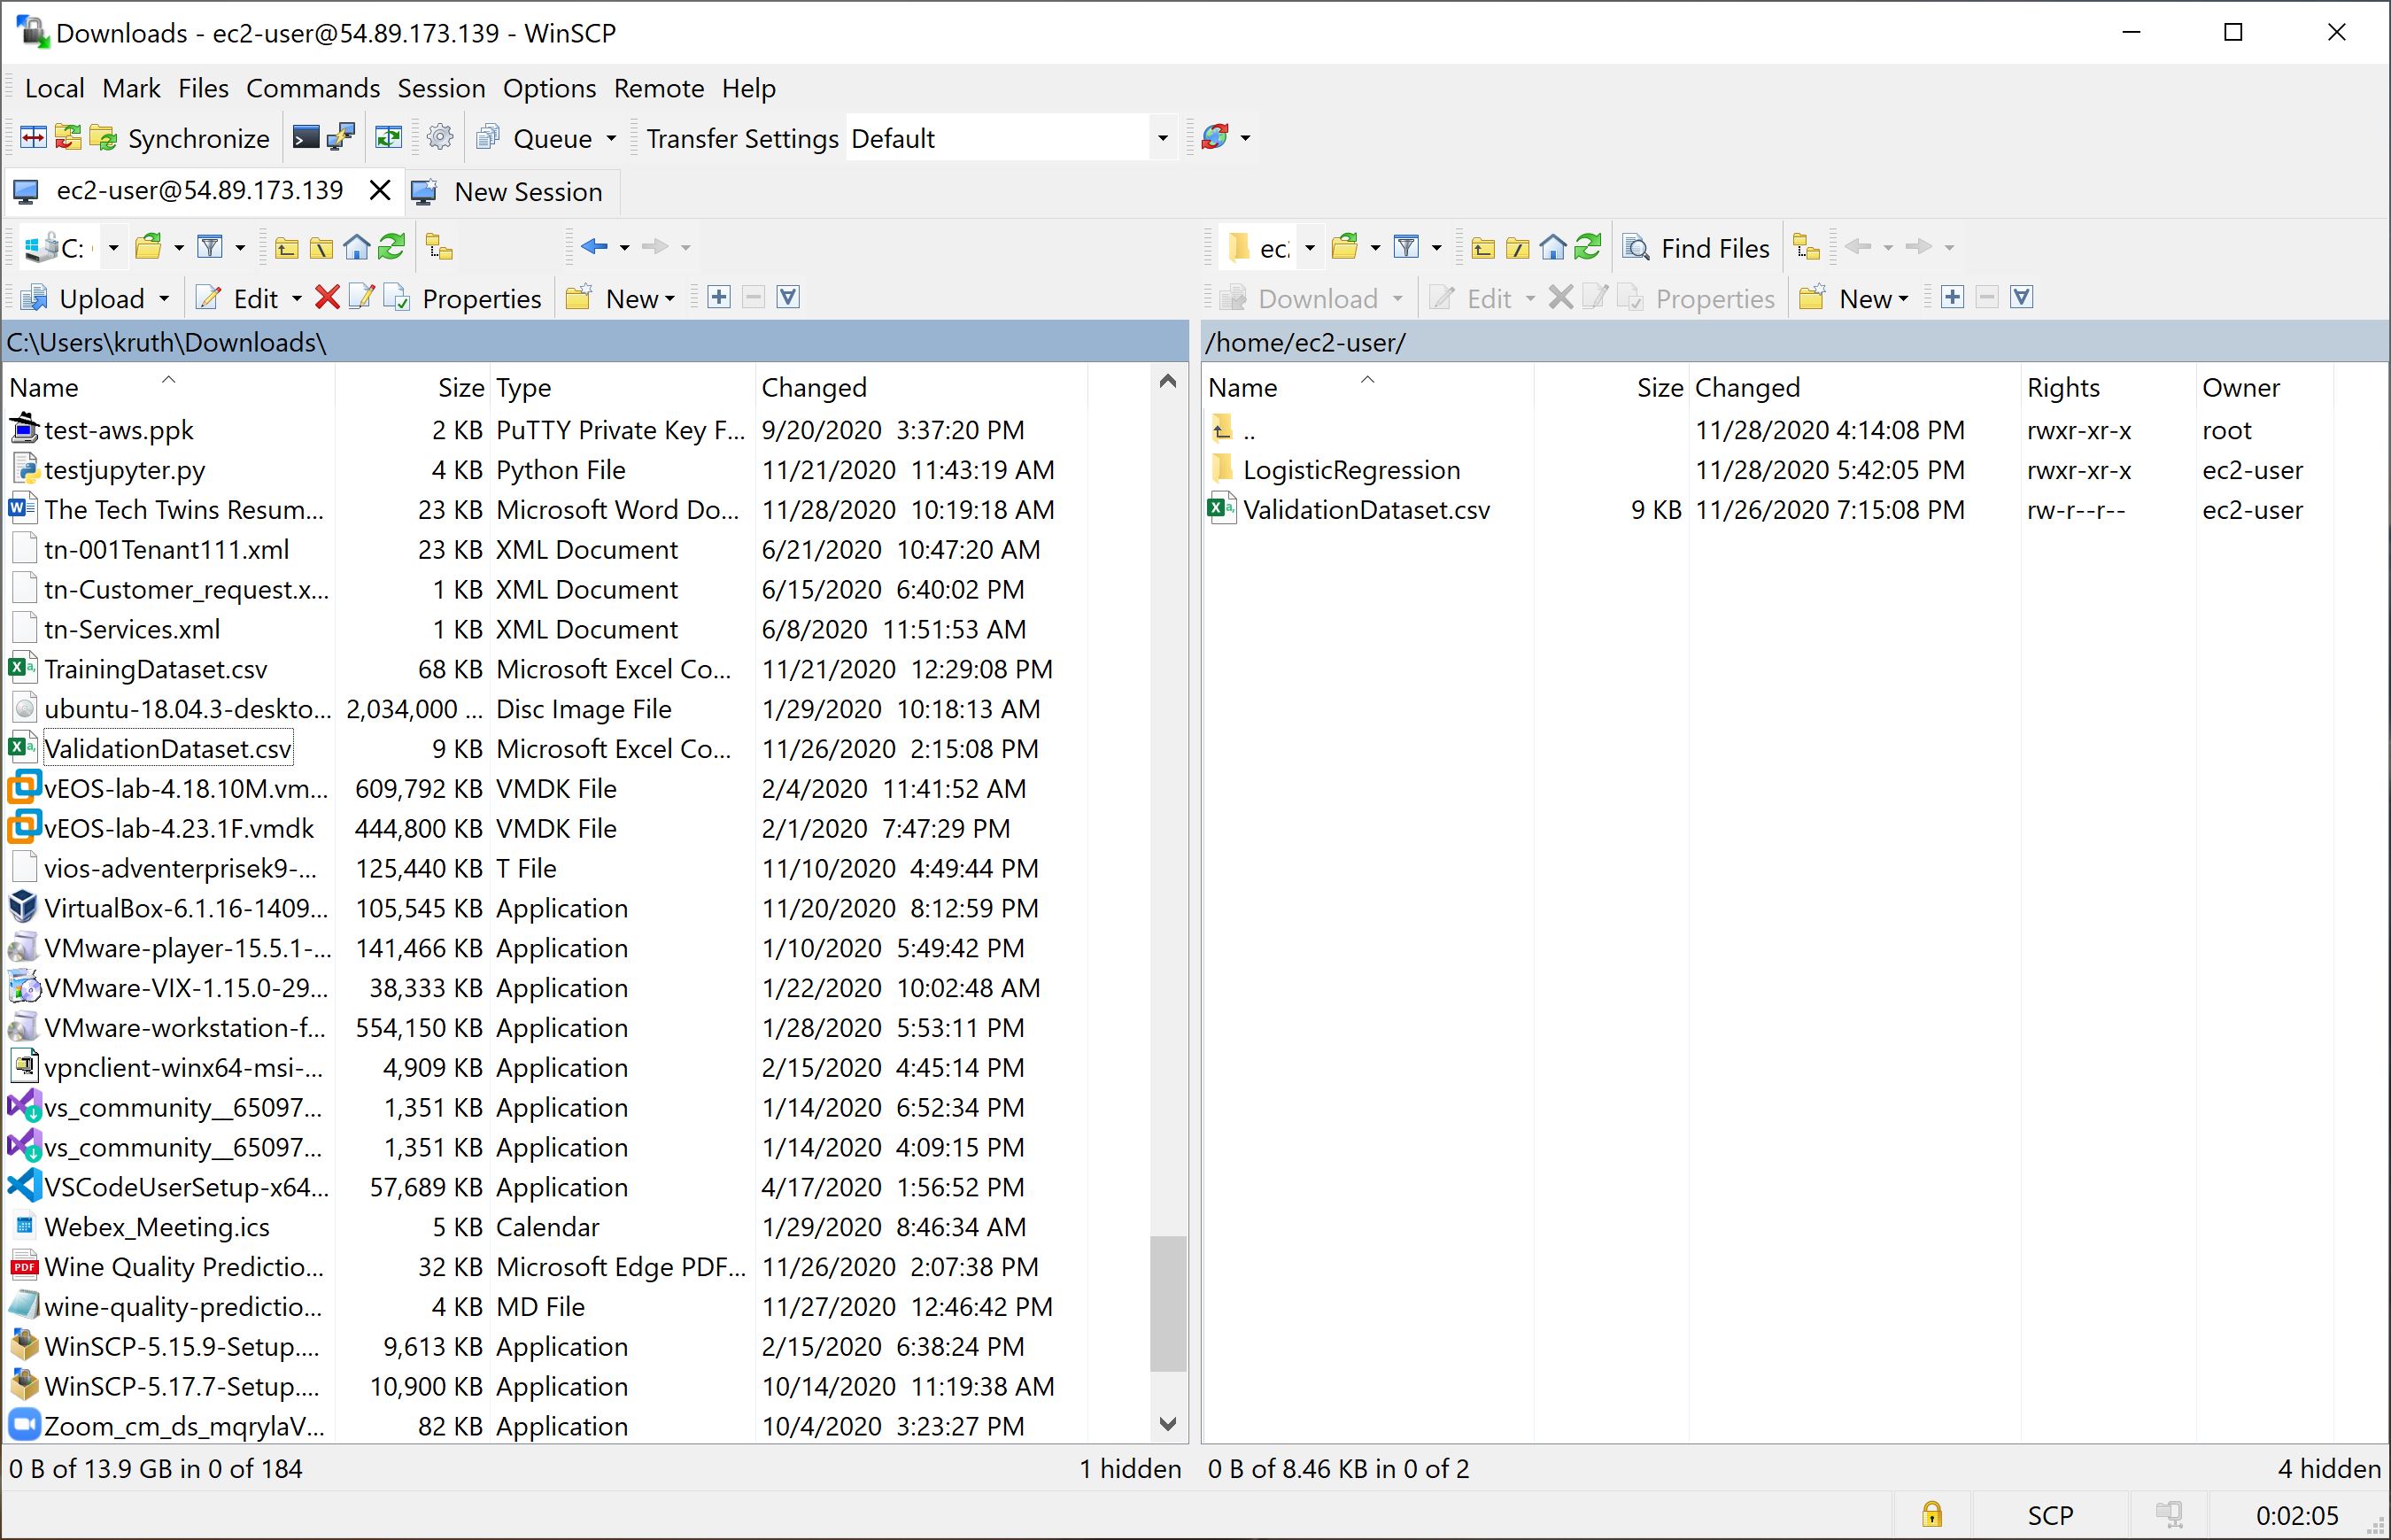 Downloads - ec2-user@54.89.173.139 - WinSCP
Local Mark Files Commands Session Options Remote Help
Synchronize Queue Transfer Settings Default
ec2-user@54.89.173.139 New Session
C: ec: Find Files
Upload Edit Properties New Download Edit Properties New
C:\Users\kruth\Downloads\ /home/ec2-user/
Name Size Type Changed Name Size Changed Rights Owner
test-aws.ppk 2 KB PuTTY Private Key F... 9/20/2020 3:37:20 PM .. 11/28/2020 4:14:08 PM rwxr-xr-x root
testjupyter.py 4 KB Python File 11/21/2020 11:43:19 AM LogisticRegression 11/28/2020 5:42:05 PM rwxr-xr-x ec2-user
The Tech Twins Resum... 23 KB Microsoft Word Do... 11/28/2020 10:19:18 AM ValidationDataset.csv 9 KB 11/26/2020 7:15:08 PM rw-r--r-- ec2-user
tn-001Tenant111.xml 23 KB XML Document 6/21/2020 10:47:20 AM
tn-Customer_request.x... 1 KB XML Document 6/15/2020 6:40:02 PM
tn-Services.xml 1 KB XML Document 6/8/2020 11:51:53 AM
TrainingDataset.csv 68 KB Microsoft Excel Co... 11/21/2020 12:29:08 PM
ubuntu-18.04.3-deskto... 2,034,000 ... Disc Image File 1/29/2020 10:18:13 AM
ValidationDataset.csv 9 KB Microsoft Excel Co... 11/26/2020 2:15:08 PM
vEOS-lab-4.18.10M.vm... 609,792 KB VMDK File 2/4/2020 11:41:52 AM
vEOS-lab-4.23.1F.vmdk 444,800 KB VMDK File 2/1/2020 7:47:29 PM
vios-adventerprisek9-... 125,440 KB T File 11/10/2020 4:49:44 PM
VirtualBox-6.1.16-1409... 105,545 KB Application 11/20/2020 8:12:59 PM
VMware-player-15.5.1-... 141,466 KB Application 1/10/2020 5:49:42 PM
VMware-VIX-1.15.0-29... 38,333 KB Application 1/22/2020 10:02:48 AM
VMware-workstation-f... 554,150 KB Application 1/28/2020 5:53:11 PM
vpnclient-winx64-msi-... 4,909 KB Application 2/15/2020 4:45:14 PM
vs_community__65097... 1,351 KB Application 1/14/2020 6:52:34 PM
vs_community__65097... 1,351 KB Application 1/14/2020 4:09:15 PM
VSCodeUserSetup-x64... 57,689 KB Application 4/17/2020 1:56:52 PM
Webex_Meeting.ics 5 KB Calendar 1/29/2020 8:46:34 AM
Wine Quality Predictio... 32 KB Microsoft Edge PDF... 11/26/2020 2:07:38 PM
wine-quality-predictio... 4 KB MD File 11/27/2020 12:46:42 PM
WinSCP-5.15.9-Setup.... 9,613 KB Application 2/15/2020 6:38:24 PM
WinSCP-5.17.7-Setup.... 10,900 KB Application 10/14/2020 11:19:38 AM
Zoom_cm_ds_mqrylaV... 82 KB Application 10/4/2020 3:23:27 PM
0 B of 13.9 GB in 0 of 184 1 hidden 0 B of 8.46 KB in 0 of 2 4 hidden
SCP 0:02:05